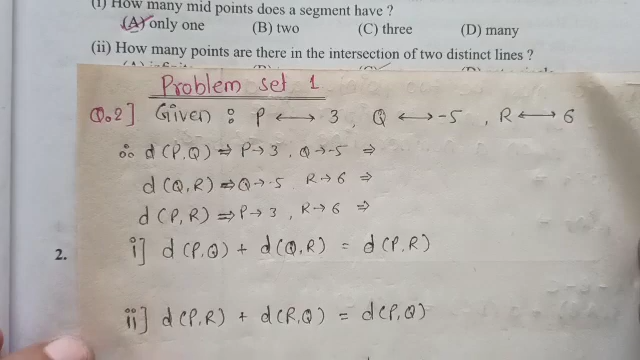 (i) How many mid points does a segment have ?
(A) only one (B) two (C) three (D) many
(ii) How many points are there in the intersection of two distinct lines ?
Problem set 1
Q.2] Given : P ⟷ 3 , Q ⟷ -5 , R ⟷ 6
∴ d(P,Q) ⇒ P→3 , Q→-5 ⇒
d(Q,R) ⇒ Q→-5 R→6 ⇒
d(P,R) ⇒ P→3 , R→6 ⇒
2. i] d(P,Q) + d(Q,R) = d(P,R)
ii] d(P,R) + d(R,Q) = d(P,Q)